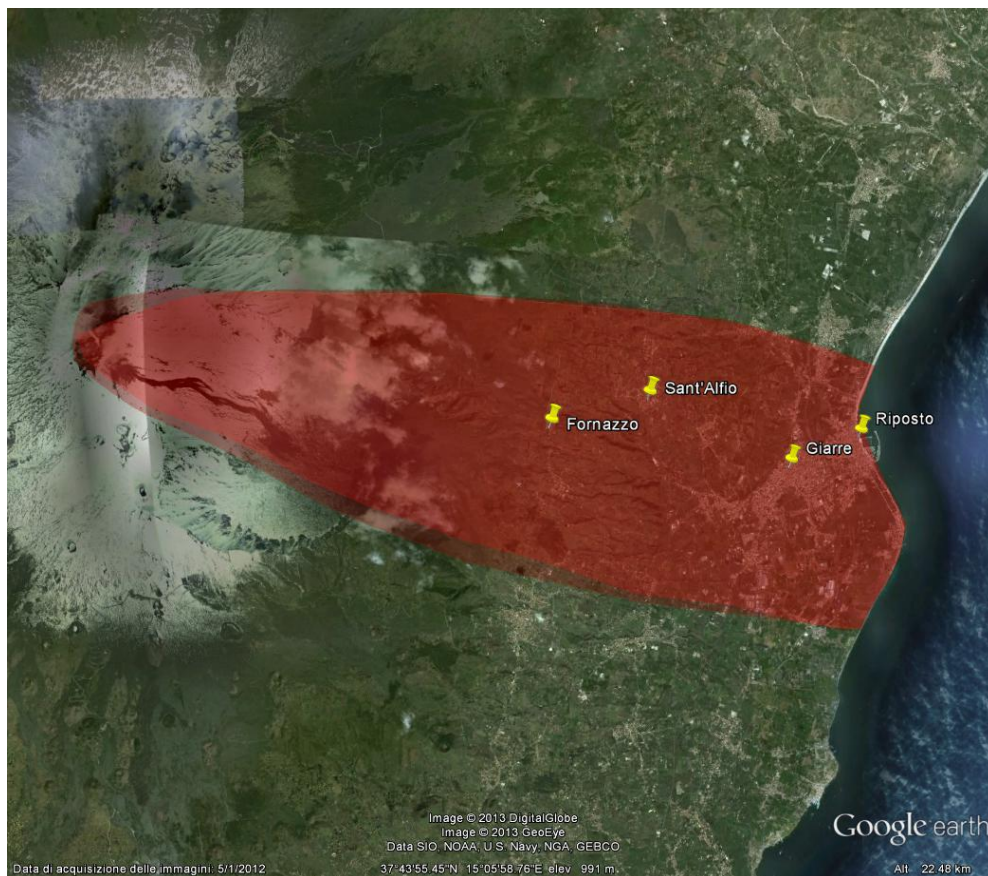 Sant'Alfio
Fornazzo
Riposto
Giarre
Image © 2013 DigitalGlobe
Image © 2013 GeoEye
Data SIO, NOAA, U.S. Navy, NGA, GEBCO
Google earth
Data di acquisizione delle immagini: 5/1/2012
37°43'55.45"N 15°05'58.76"E elev 991 m
Alt 22.48 km